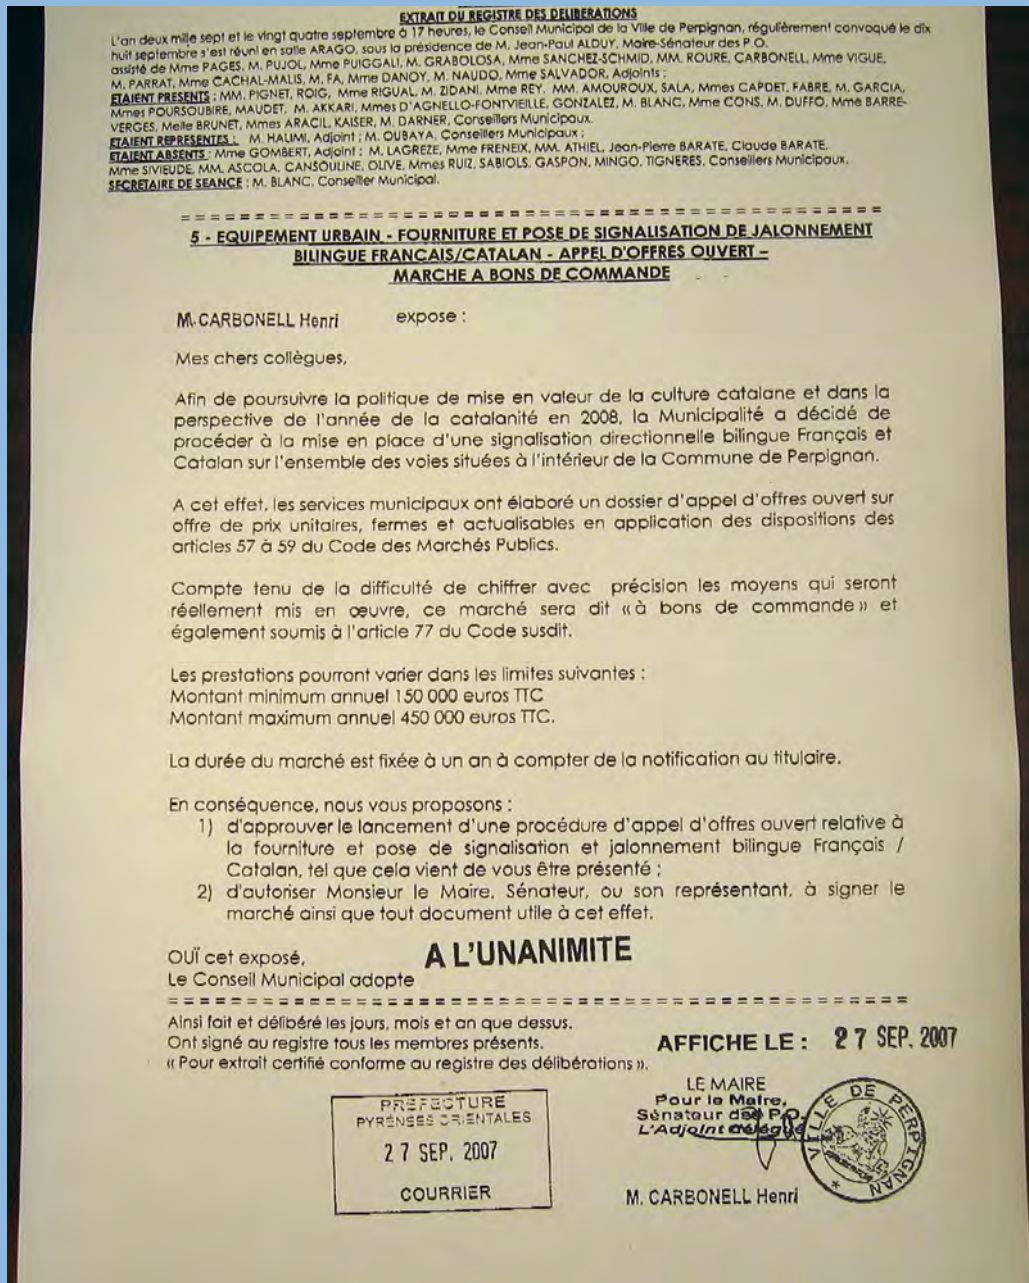 EXTRAIT DU REGISTRE DES DELIBERATIONS
L'an deux mille sept et le vingt quatre septembre à 17 heures, le Conseil Municipal de la Ville de Perpignan, régulièrement convoqué le dix
huit septembre s'est réuni en salle ARAGO, sous la présidence de M. Jean-Paul ALDUY, Maire-Sénateur des P.O.
assisté de Mme PAGES, M. PUJOL, Mme PUIGGALI, M. GRABOLOSA, Mme SANCHEZ-SCHMID, MM. ROURE, CARBONELL, Mme VIGUE,
M. PARRAT, Mme CACHAL-MALIS, M. FA, Mme DANOY, M. NAUDO, Mme SALVADOR, Adjoints ;
ETAIENT PRESENTS : MM. PIGNET, ROIG, Mme RIGUAL, M. ZIDANI, Mme REY, MM. AMOUROUX, SALA, Mmes CAPDET, FABRE, M. GARCIA,
Mmes POURSOUBIRE, MAUDET, M. AKKARI, Mmes D'AGNELLO-FONTVIEILLE, GONZALEZ, M. BLANC, Mme CONS, M. DUFFO, Mme BARRE-
VERGES, Melle BRUNET, Mmes ARACIL, KAISER, M. DARNER, Conseillers Municipaux.
ETAIENT REPRESENTES : M. HALIMI, Adjoint ; M. OUBAYA, Conseillers Municipaux ;
ETAIENT ABSENTS : Mme GOMBERT, Adjoint ; M. LAGREZE, Mme FRENEIX, MM. ATHIEL, Jean-Pierre BARATE, Claude BARATE,
Mme SIVIEUDE, MM. ASCOLA, CANSOULINE, OLIVE, Mmes RUIZ, SABIOLS, GASPON, MINGO, TIGNERES, Conseillers Municipaux.
SECRETAIRE DE SEANCE : M. BLANC, Conseiller Municipal.
5 - EQUIPEMENT URBAIN - FOURNITURE ET POSE DE SIGNALISATION DE JALONNEMENT
BILINGUE FRANCAIS/CATALAN - APPEL D'OFFRES OUVERT –
MARCHE A BONS DE COMMANDE
M. CARBONELL Henri expose :
Mes chers collègues,
Afin de poursuivre la politique de mise en valeur de la culture catalane et dans la
perspective de l'année de la catalanité en 2008, la Municipalité a décidé de
procéder à la mise en place d'une signalisation directionnelle bilingue Français et
Catalan sur l'ensemble des voies situées à l'intérieur de la Commune de Perpignan.
A cet effet, les services municipaux ont élaboré un dossier d'appel d'offres ouvert sur
offre de prix unitaires, fermes et actualisables en application des dispositions des
articles 57 à 59 du Code des Marchés Publics.
Compte tenu de la difficulté de chiffrer avec précision les moyens qui seront
réellement mis en œuvre, ce marché sera dit «à bons de commande» et
également soumis à l'article 77 du Code susdit.
Les prestations pourront varier dans les limites suivantes :
Montant minimum annuel 150 000 euros TTC
Montant maximum annuel 450 000 euros TTC.
La durée du marché est fixée à un an à compter de la notification au titulaire.
En conséquence, nous vous proposons :
1) d'approuver le lancement d'une procédure d'appel d'offres ouvert relative à
la fourniture et pose de signalisation et jalonnement bilingue Français /
Catalan, tel que cela vient de vous être présenté ;
2) d'autoriser Monsieur le Maire, Sénateur, ou son représentant, à signer le
marché ainsi que tout document utile à cet effet.
OUÏ cet exposé, A L'UNANIMITE
Le Conseil Municipal adopte
Ainsi fait et délibéré les jours, mois et an que dessus.
Ont signé au registre tous les membres présents.
« Pour extrait certifié conforme au registre des délibérations ».
AFFICHE LE : 27 SEP. 2007
PREFECTURE
PYRENEES ORIENTALES
27 SEP. 2007
COURRIER
LE MAIRE
Pour le Maire,
Sénateur des P.O.
L'Adjoint délégué
M. CARBONELL Henri
VILLE DE PERPIGNAN *